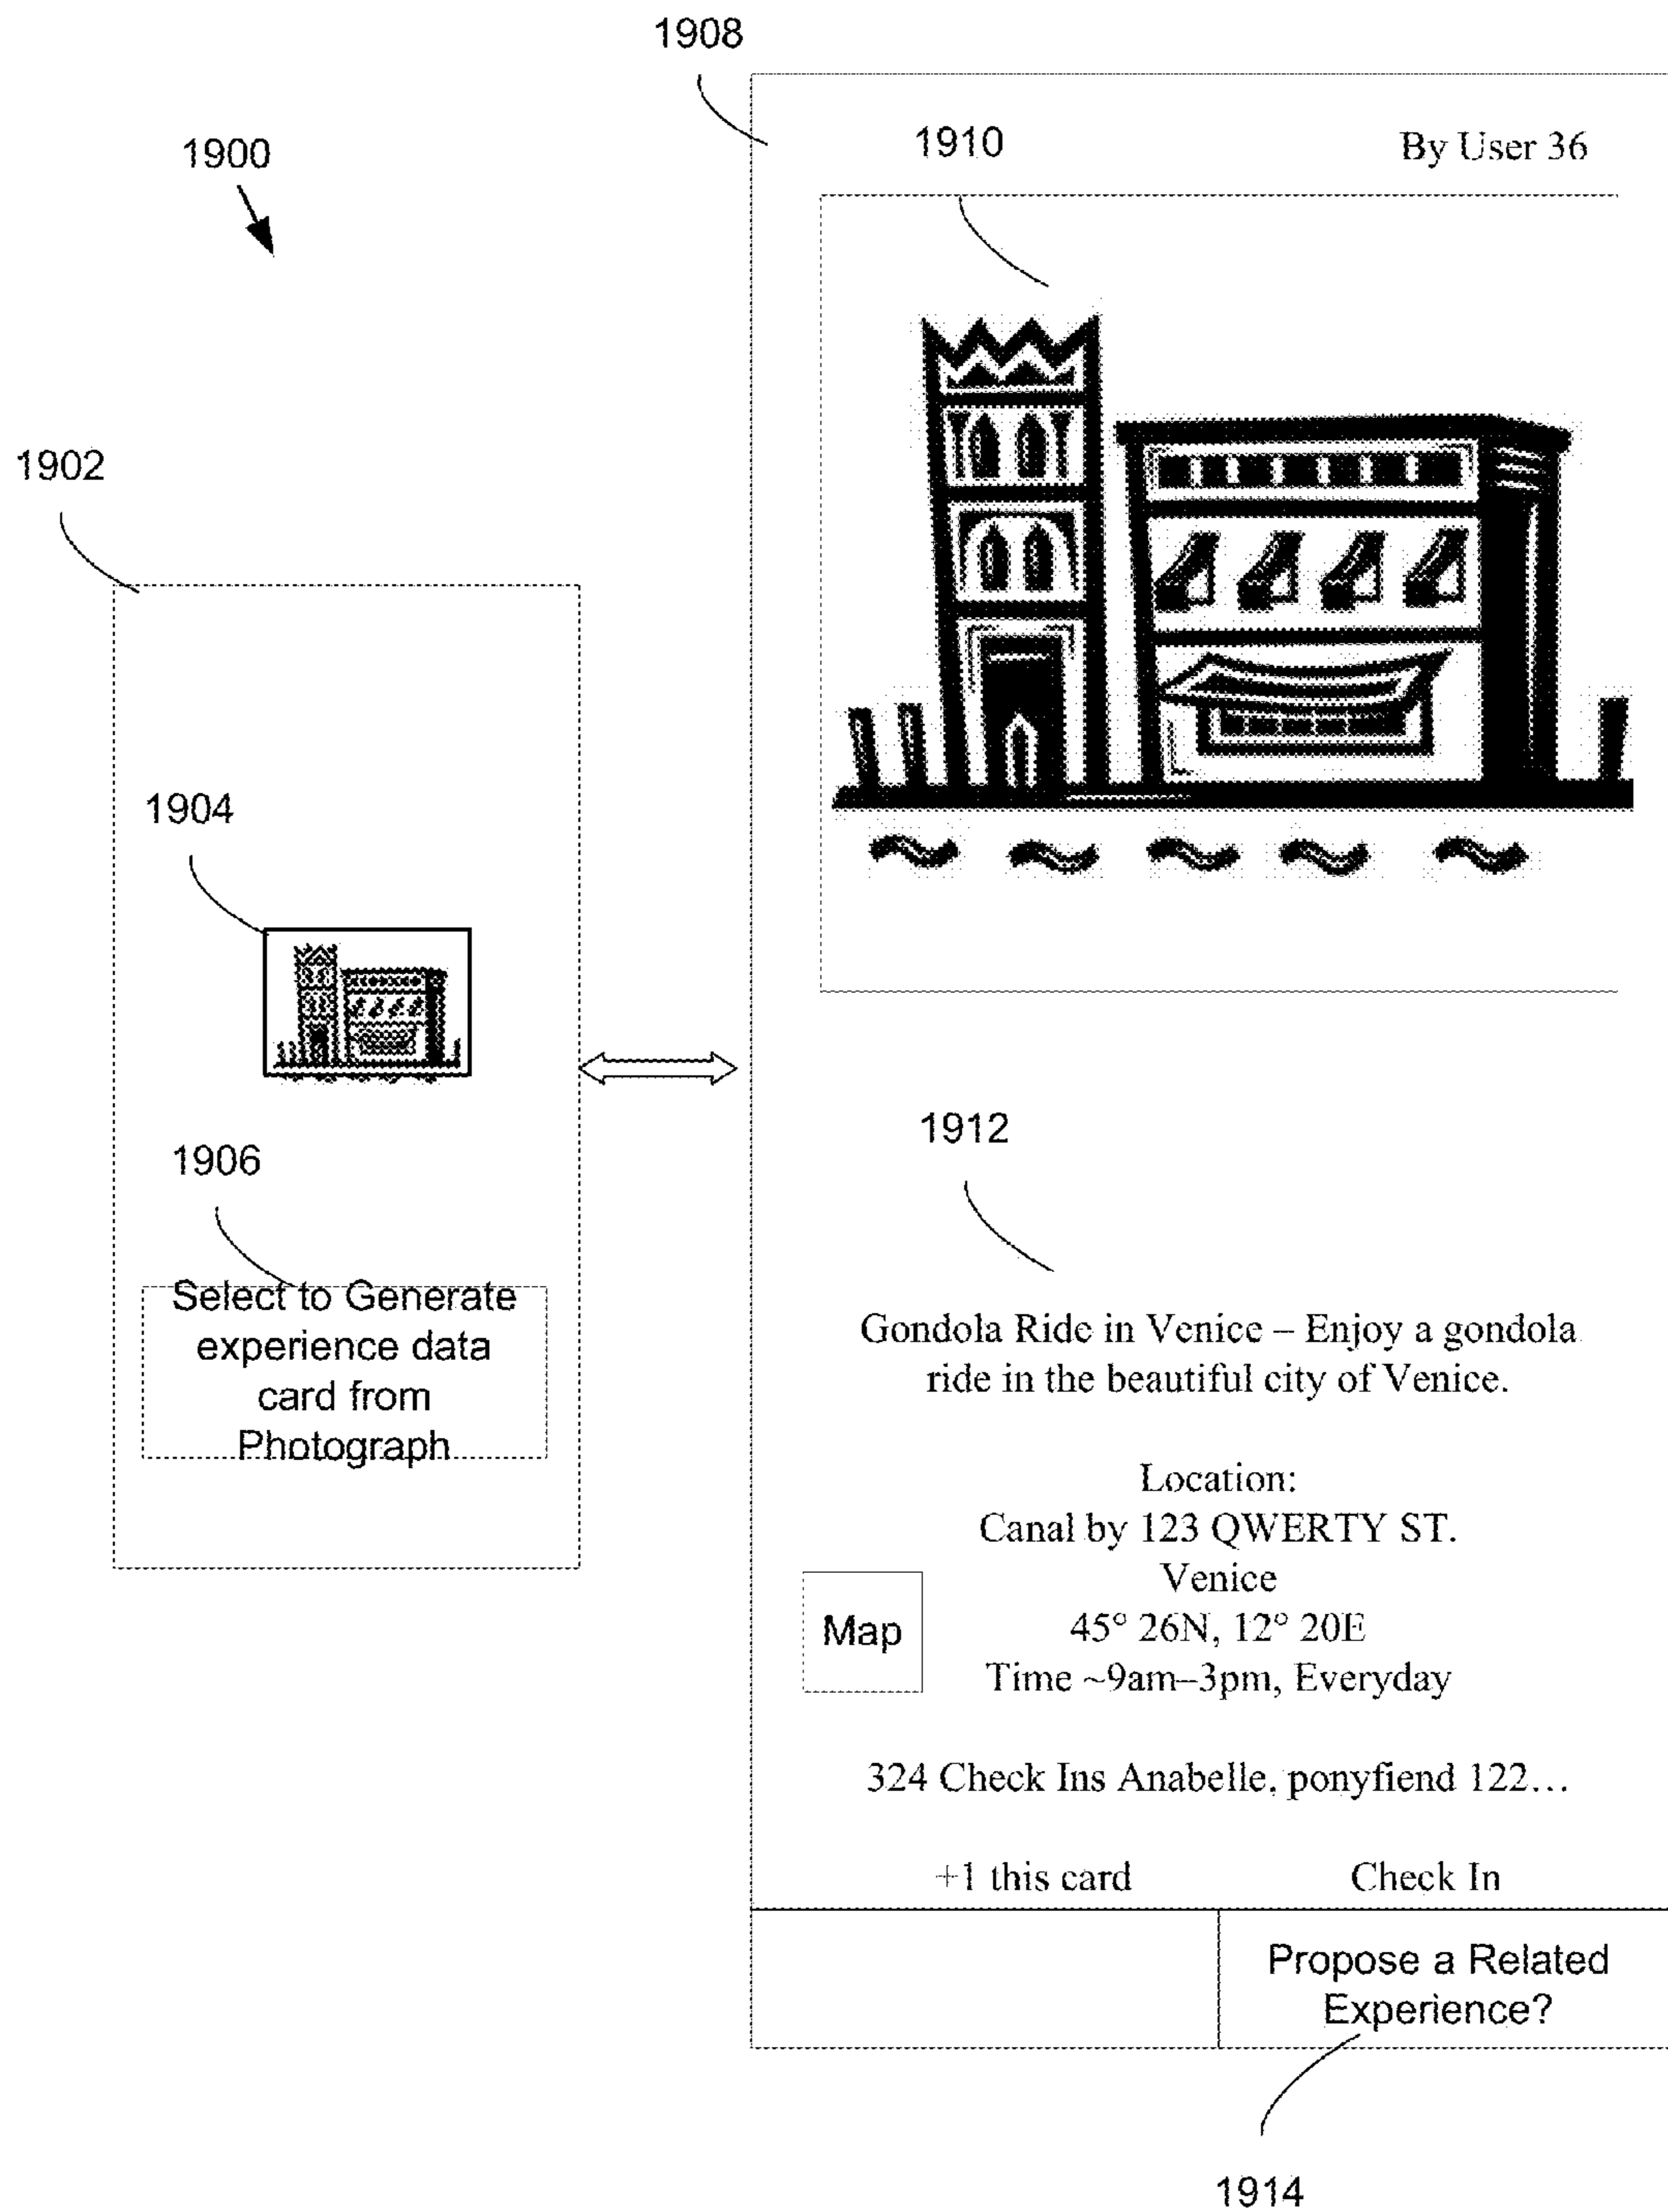 1908
1910
By User 36
1900
1902
1904
1906
Select to Generate
experience data
card from
Photograph
1912
Gondola Ride in Venice – Enjoy a gondola
ride in the beautiful city of Venice.
Location:
Canal by 123 QWERTY ST.
Venice
Map
45° 26N, 12° 20E
Time ~9am–3pm, Everyday
324 Check Ins Anabelle, ponyfiend 122...
+1 this card
Check In
Propose a Related
Experience?
1914